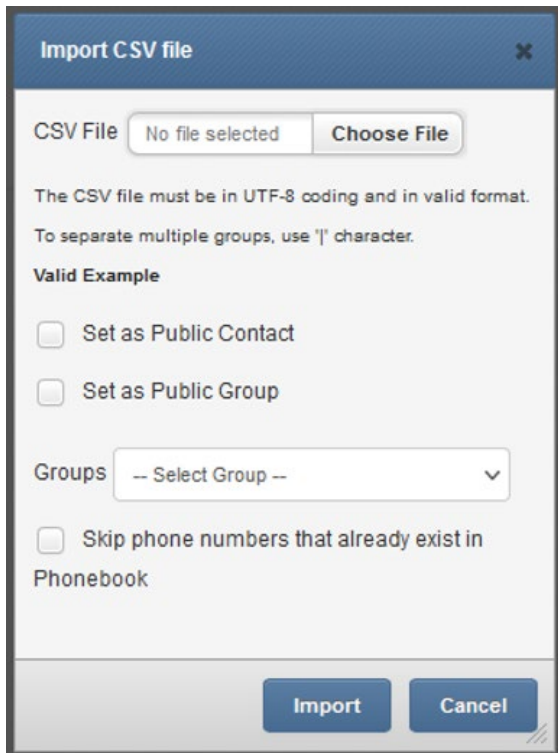 Import CSV file
CSV File No file selected Choose File
The CSV file must be in UTF-8 coding and in valid format.
To separate multiple groups, use '|' character.
Valid Example
Set as Public Contact
Set as Public Group
Groups -- Select Group --
Skip phone numbers that already exist in
Phonebook
Import Cancel